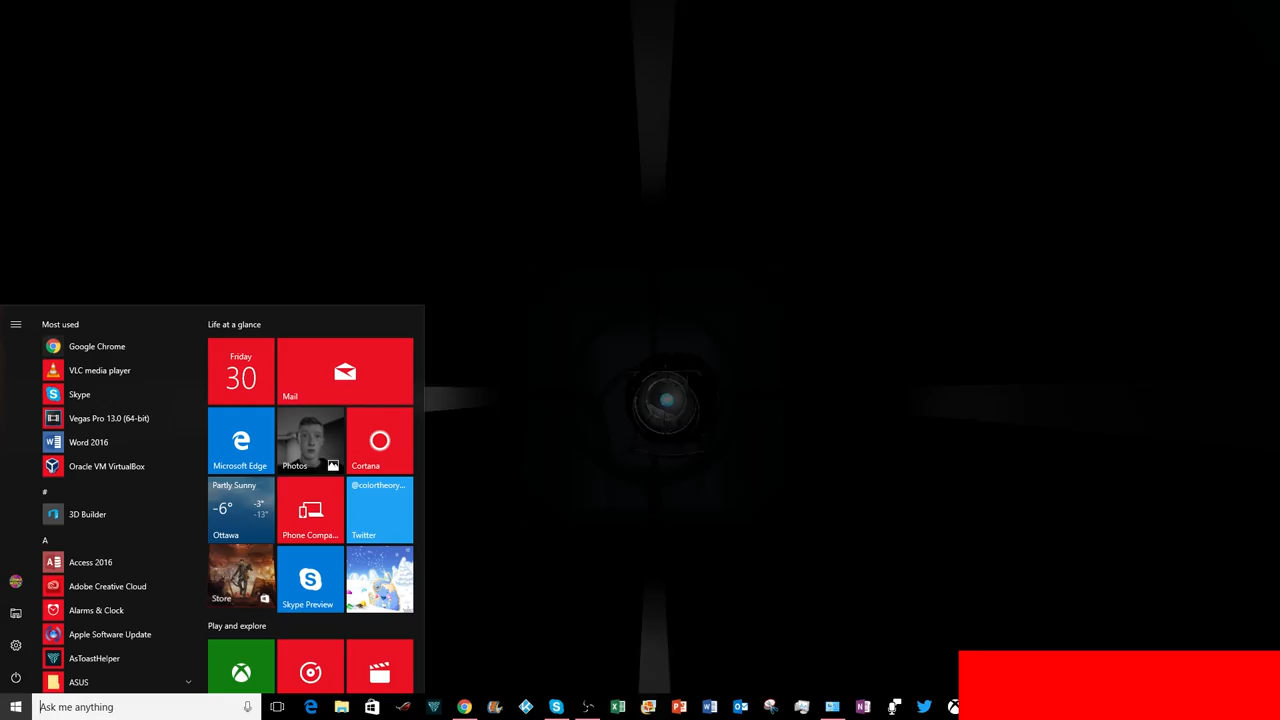 Most used
Google Chrome
VLC media player
Skype
Vegas Pro 13.0 (64-bit)
Word 2016
Oracle VM VirtualBox
#
3D Builder
A
Access 2016
Adobe Creative Cloud
Alarms & Clock
Apple Software Update
AsToastHelper
ASUS
Life at a glance
Friday
30
Mail
Microsoft Edge
Photos
Cortana
Partly Sunny
-6° -3°
-13°
Ottawa
Phone Compa...
@colortheory...
Twitter
Store
Skype Preview
Play and explore
Ask me anything